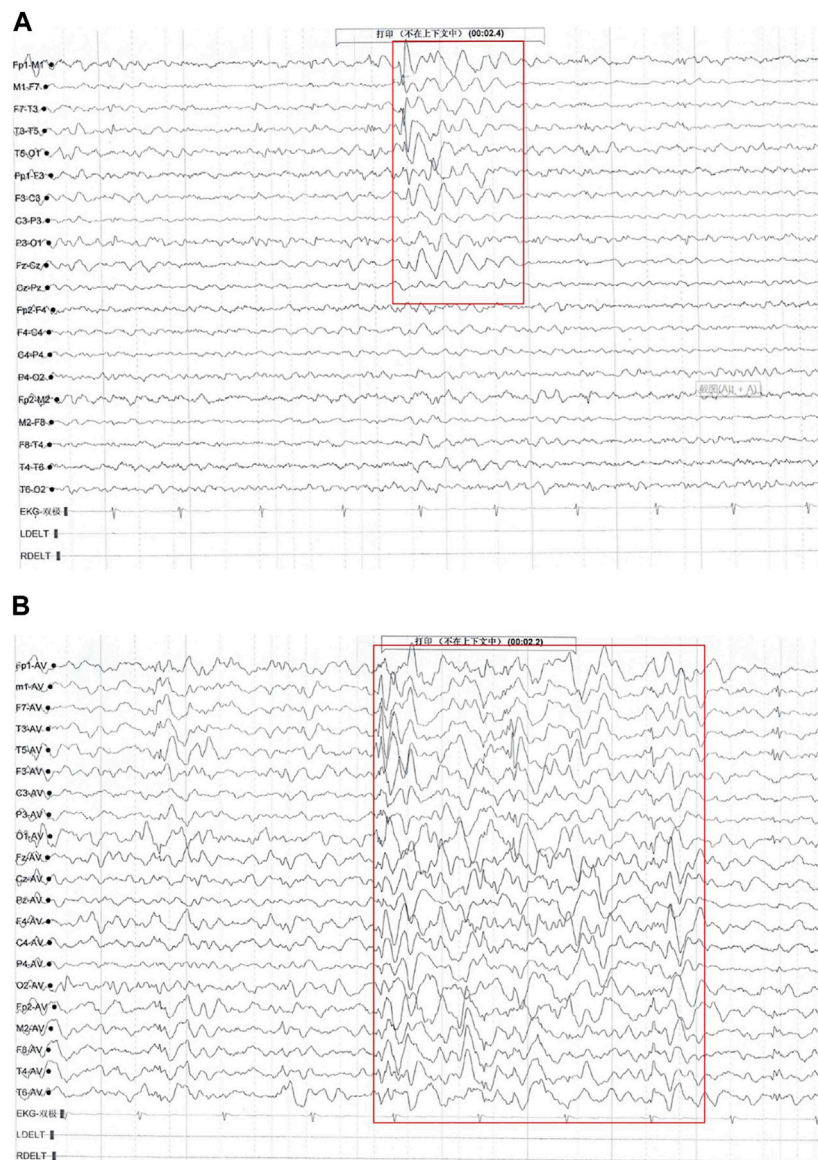 A
打印 (不在上下文中) (00:02.4)
Fp1-M1
M1-F7
F7-T3
T3-T5
T5-O1
Fp1-F3
F3-C3
C3-P3
P3-O1
Fz-Cz
Cz-Pz
Fp2-F4
F4-C4
C4-P4
P4-O2
截图(Alt + A)
Fp2-M2
M2-F8
F8-T4
T4-T6
T6-O2
EKG-双极
LDELT
RDELT
B
打印 (不在上下文中) (00:02.2)
Fp1-AV
m1-AV
F7-AV
T3-AV
T5-AV
F3-AV
C3-AV
P3-AV
O1-AV
Fz-AV
Cz-AV
Pz-AV
F4-AV
C4-AV
P4-AV
O2-AV
Fp2-AV
M2-AV
F8-AV
T4-AV
T6-AV
EKG-双极
LDELT
RDELT